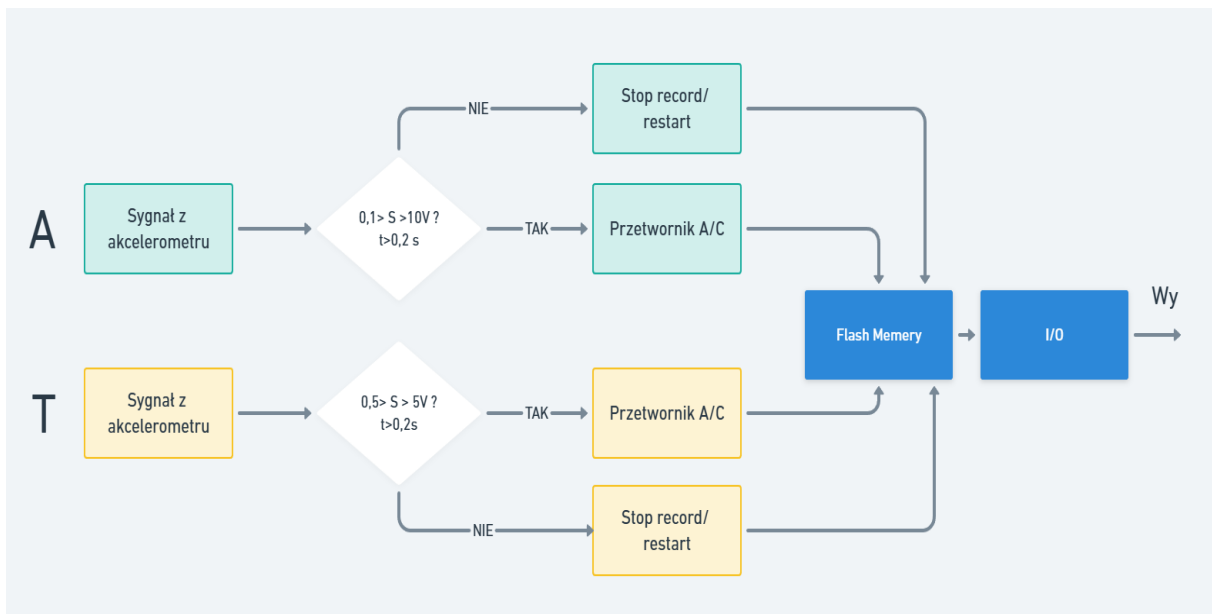 NIE
Stop record/
restart
A
Sygnał z
akcelerometru
0,1> S >10V ?
t>0,2 s
TAK
Przetwornik A/C
Flash Memery
I/O
Wy
T
Sygnał z
akcelerometru
0,5> S > 5V ?
t>0,2s
TAK
Przetwornik A/C
NIE
Stop record/
restart